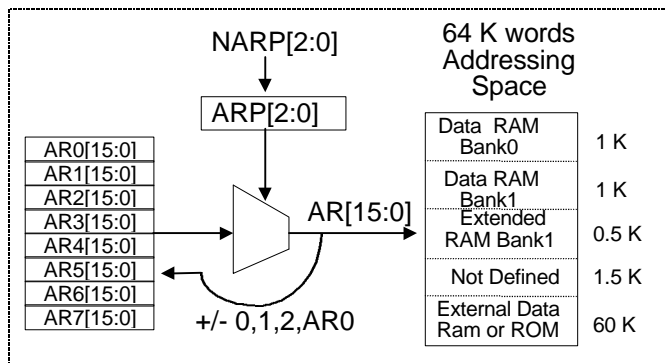 NARP[2:0]
ARP[2:0]
AR0[15:0]
AR1[15:0]
AR2[15:0]
AR3[15:0]
AR4[15:0]
AR5[15:0]
AR6[15:0]
AR7[15:0]
AR[15:0]
+/- 0,1,2,AR0
64 K words
Addressing
Space
Data RAM
Bank0
1 K
Data RAM
Bank1
1 K
Extended
RAM Bank1
0.5 K
Not Defined
1.5 K
External Data
Ram or ROM
60 K